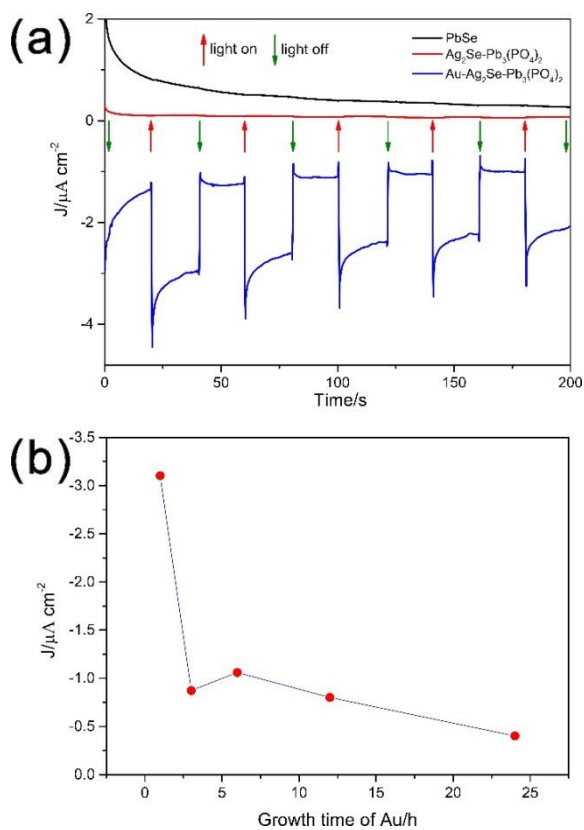 (a)
light on
light off
PbSe
Ag₂Se-Pb₃(PO₄)₂
Au-Ag₂Se-Pb₃(PO₄)₂
J/μA cm⁻²
2
0
-2
-4
0 50 100 150 200
Time/s
(b)
J/μA cm⁻²
-3.5
-3.0
-2.5
-2.0
-1.5
-1.0
-0.5
0.0
0 5 10 15 20 25
Growth time of Au/h